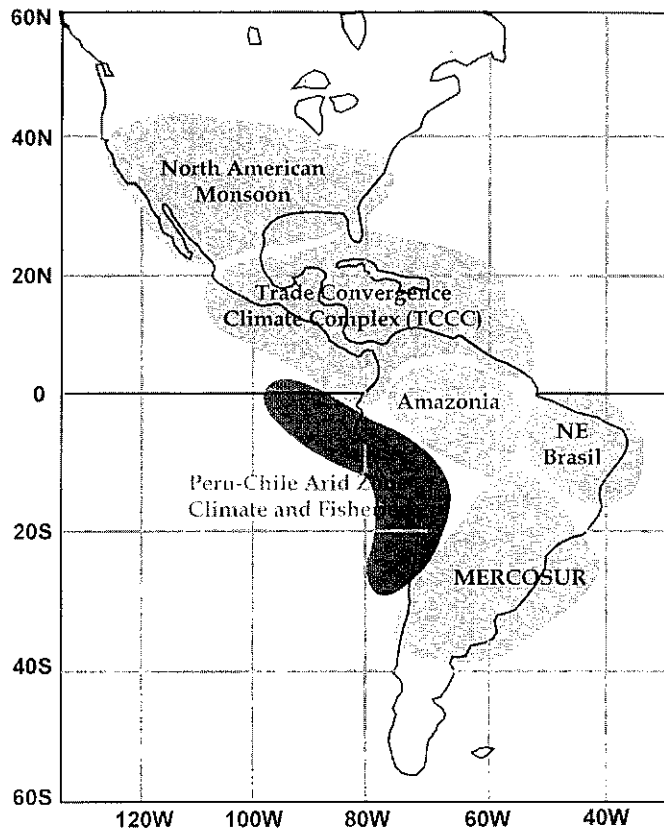 60N
40N
North American
Monsoon
20N
Trade Convergence
Climate Complex (TCCC)
0
Amazonia
NE
Brasil
Peru-Chile Arid
Climate and
20S
MERCOSUR
40S
60S
120W
100W
80W
60W
40W